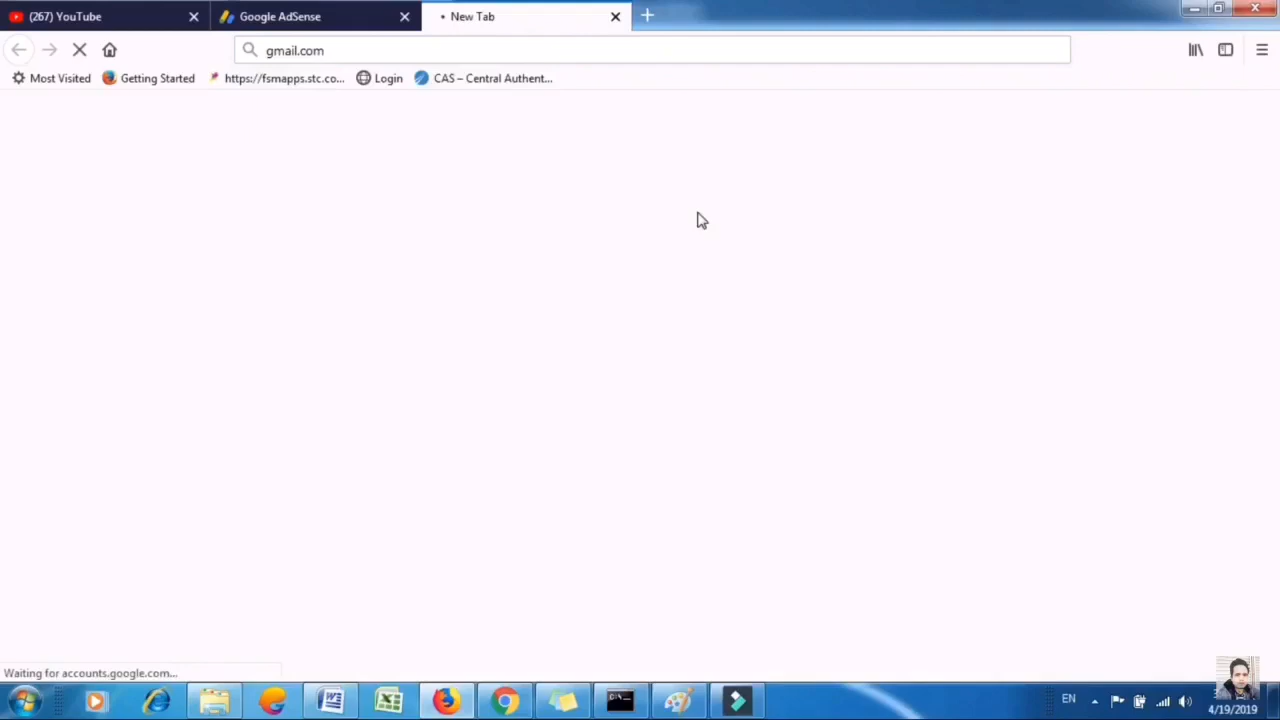 (267) YouTube
Google AdSense
New Tab
gmail.com
Most Visited
Getting Started
https://fsmapps.stc.co...
Login
CAS – Central Authent...
Waiting for accounts.google.com...
EN
4/19/2019